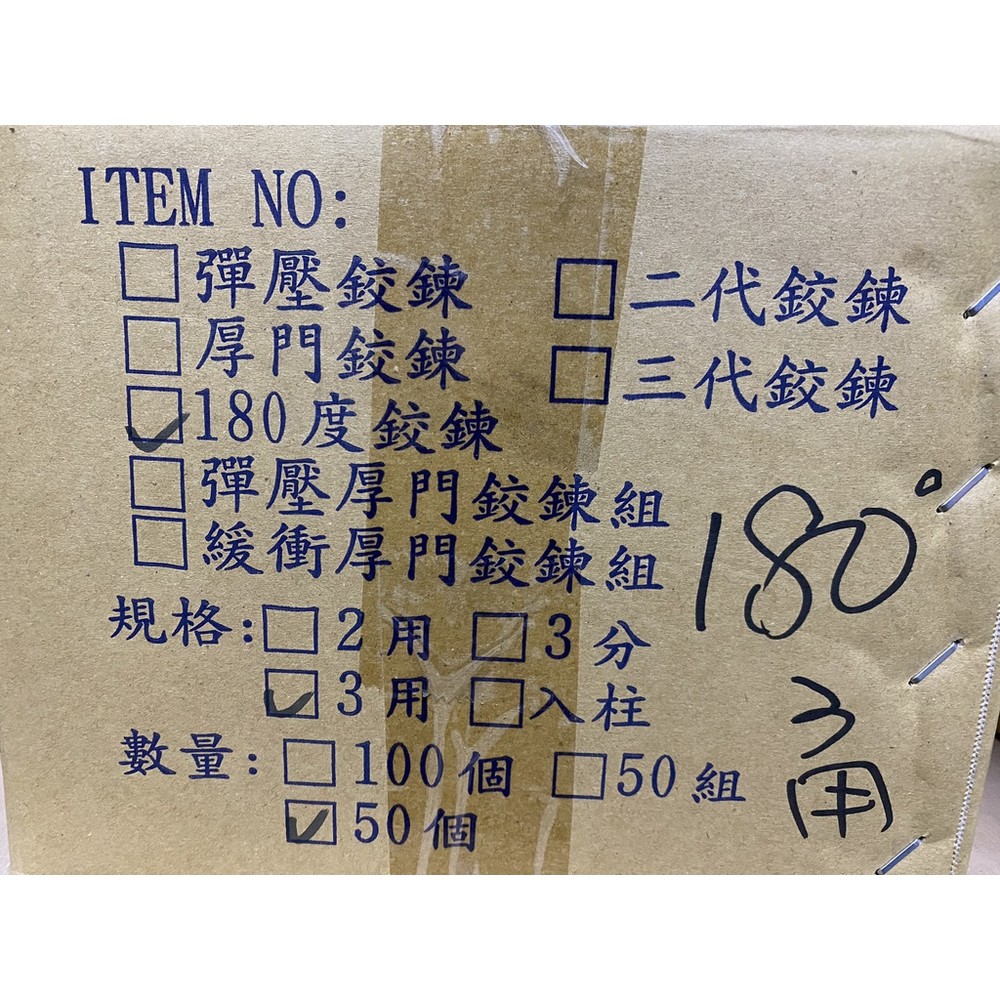 ITEM NO:
□彈壓鉸鍊 □二代鉸鍊
□厚門鉸鍊 □三代鉸鍊
☑180度鉸鍊
□彈壓厚門鉸鍊組
□緩衝厚門鉸鍊組
規格:□2用 □3分
☑3用 □入柱
數量:□100個 □50組
☑50個
180°
3用